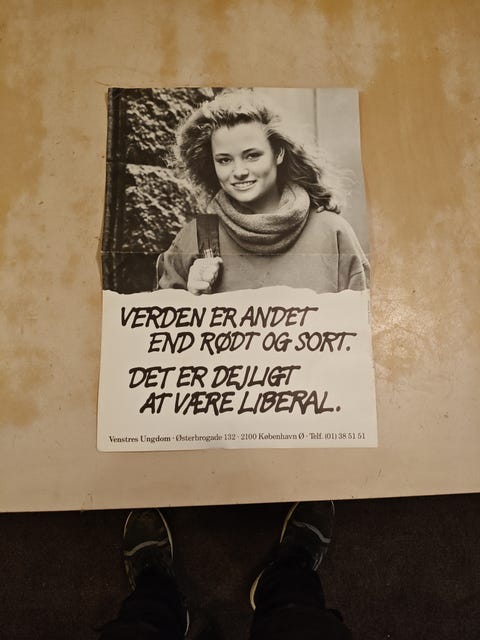 VERDEN ER ANDET
END RØDT OG SORT.
DET ER DEJLIGT
AT VÆRE LIBERAL.
Venstres Ungdom · Østerbrogade 132 · 2100 København Ø · Telf. (01) 38 51 51